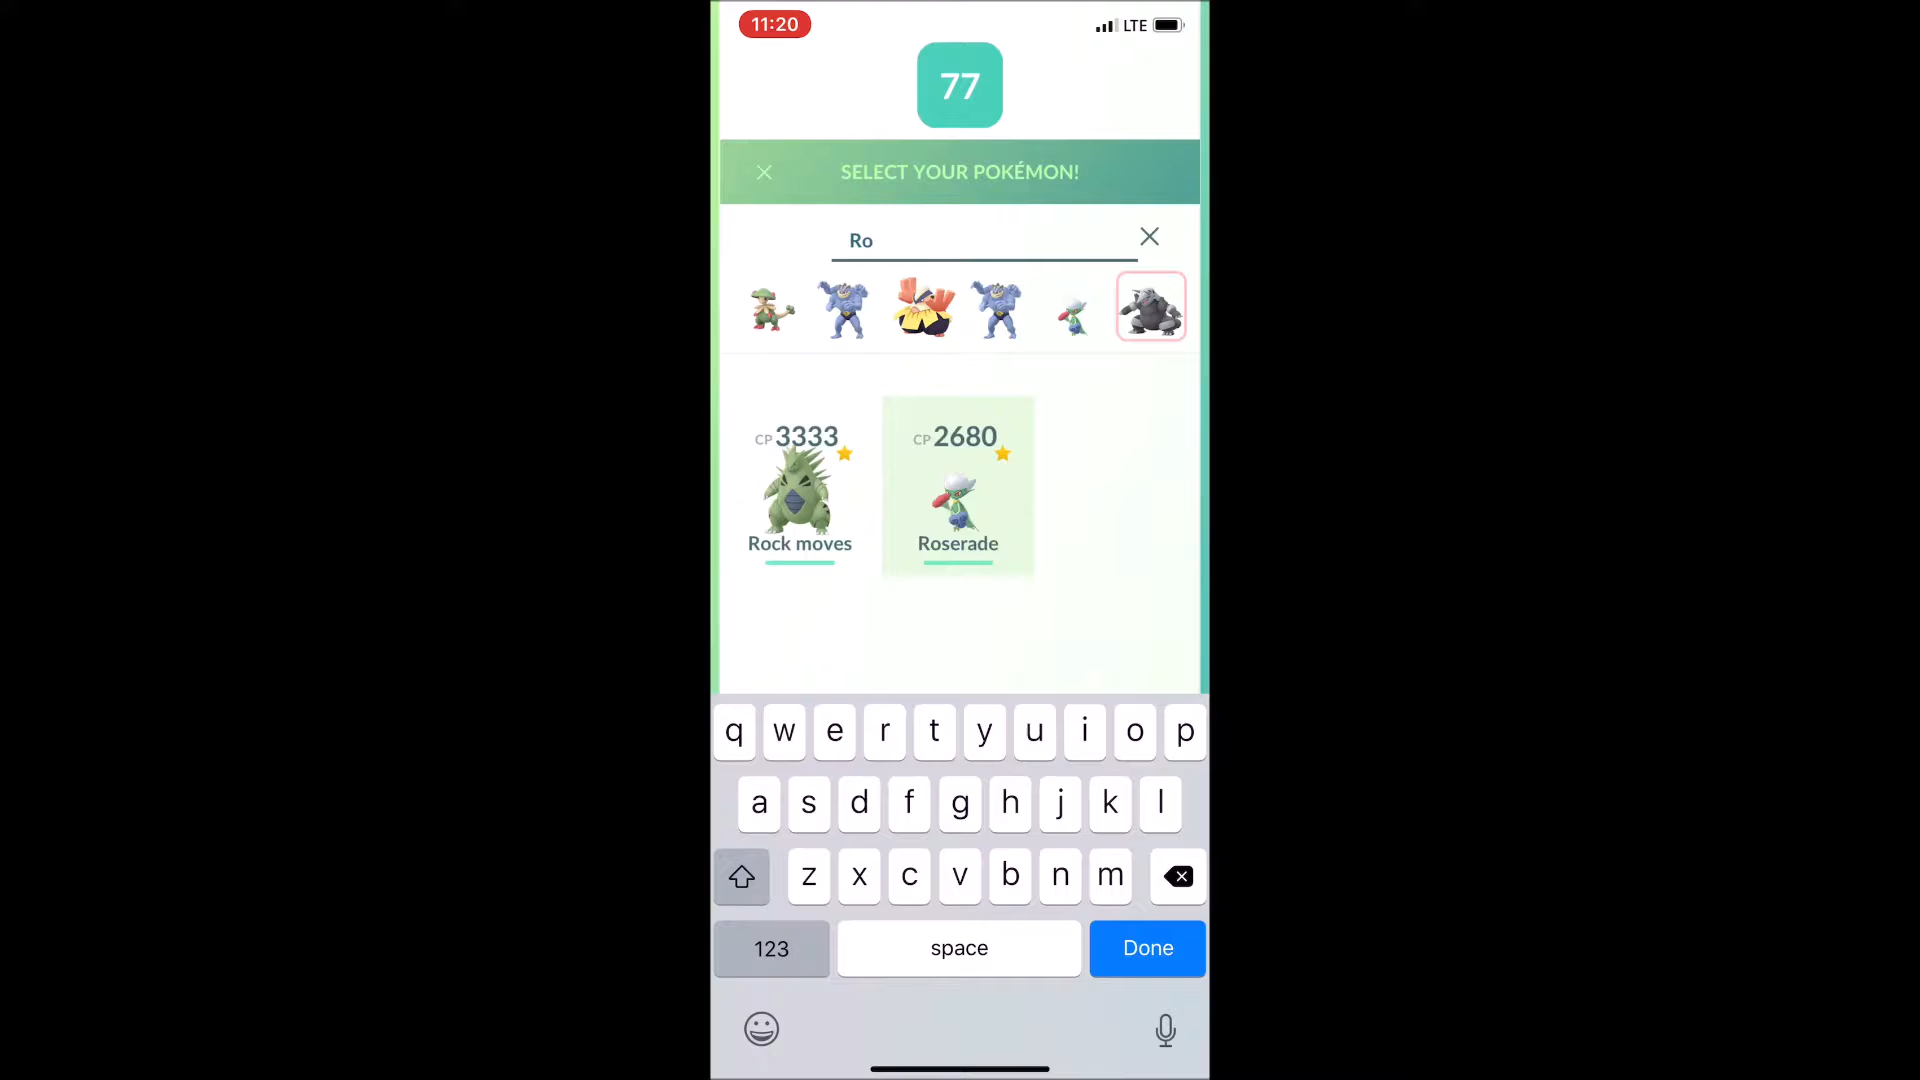 11:20
LTE
77
SELECT YOUR POKÉMON!
Ro
CP 3333
CP 2680
Rock moves
Roserade
q w e r t y u i o p
a s d f g h j k l
z x c v b n m
123
space
Done